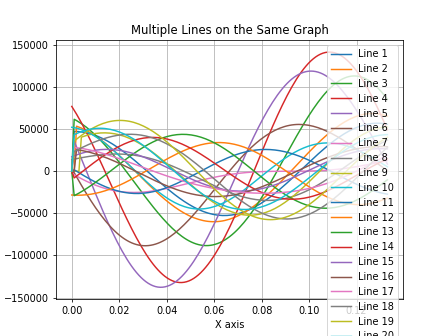 Multiple Lines on the Same Graph
150000
100000
50000
0
−50000
−100000
−150000
0.00
0.02
0.04
0.06
0.08
0.10
X axis
Line 1
Line 2
Line 3
Line 4
Line 5
Line 6
Line 7
Line 8
Line 9
Line 10
Line 11
Line 12
Line 13
Line 14
Line 15
Line 16
Line 17
Line 18
Line 19
Line 20